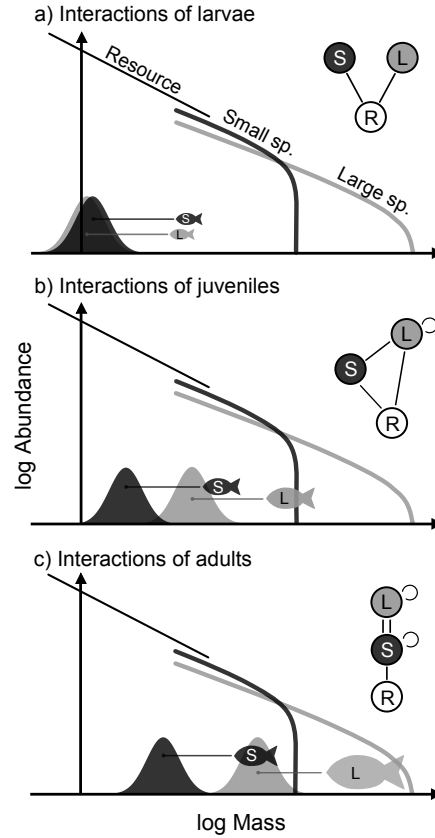 a) Interactions of larvae
Resource
Small sp.
Large sp.
S
L
R
S
L
b) Interactions of juveniles
L
S
R
S
L
log Abundance
c) Interactions of adults
L
S
R
S
L
log Mass